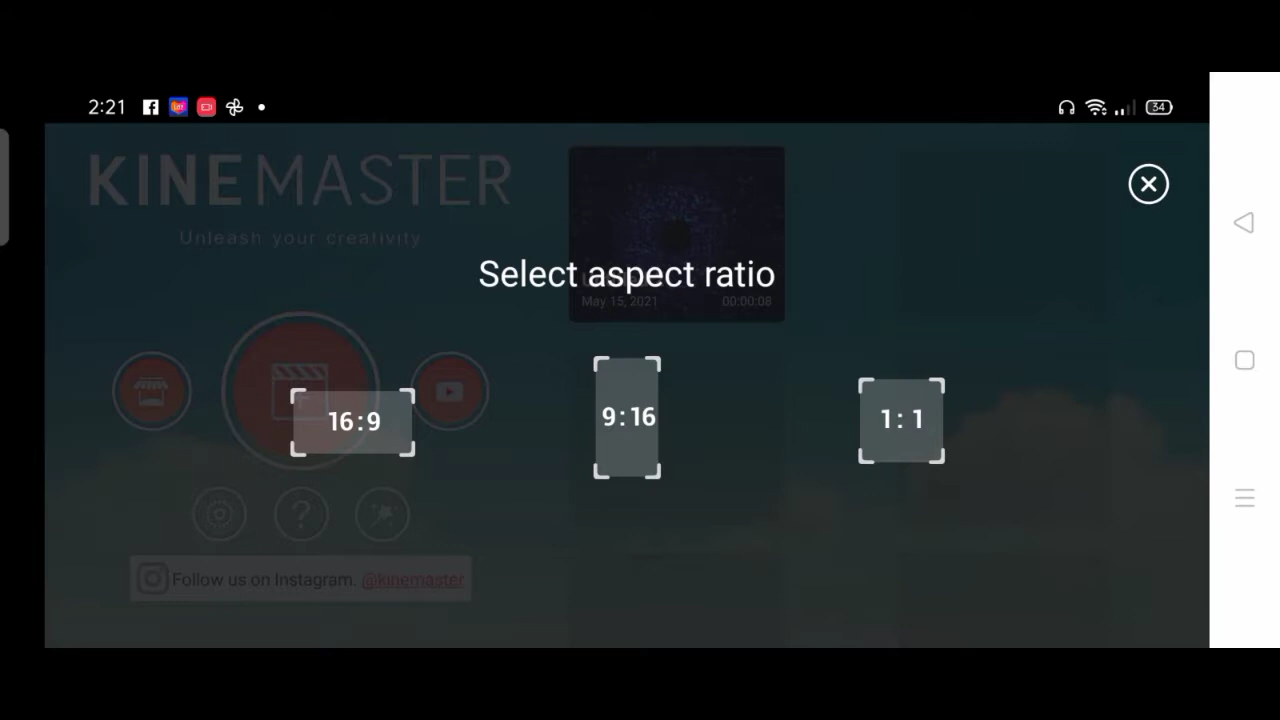 2:21
34
KINEMASTER
Unleash your creativity
Select aspect ratio
May 15, 2021 00:00:08
16:9
9:16
1:1
Follow us on Instagram. @kinemaster